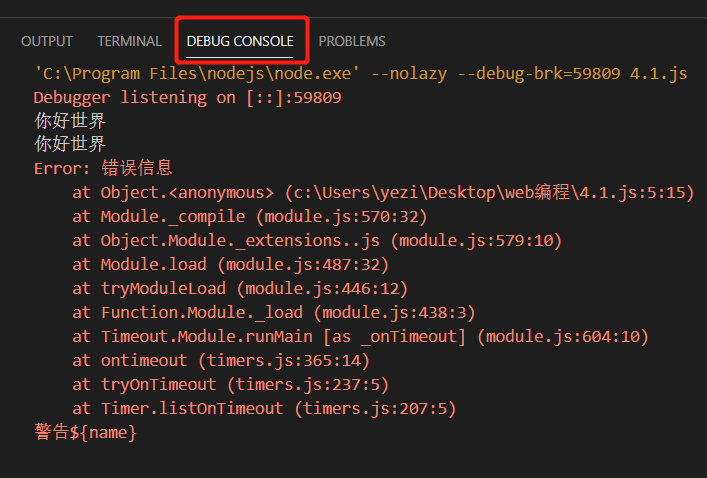 OUTPUT TERMINAL DEBUG CONSOLE PROBLEMS
'C:\Program Files\nodejs\node.exe' --nolazy --debug-brk=59809 4.1.js
Debugger listening on [::]:59809
你好世界
你好世界
Error: 错误信息
    at Object.<anonymous> (c:\Users\yezi\Desktop\web编程\4.1.js:5:15)
    at Module._compile (module.js:570:32)
    at Object.Module._extensions..js (module.js:579:10)
    at Module.load (module.js:487:32)
    at tryModuleLoad (module.js:446:12)
    at Function.Module._load (module.js:438:3)
    at Timeout.Module.runMain [as _onTimeout] (module.js:604:10)
    at ontimeout (timers.js:365:14)
    at tryOnTimeout (timers.js:237:5)
    at Timer.listOnTimeout (timers.js:207:5)
警告${name}